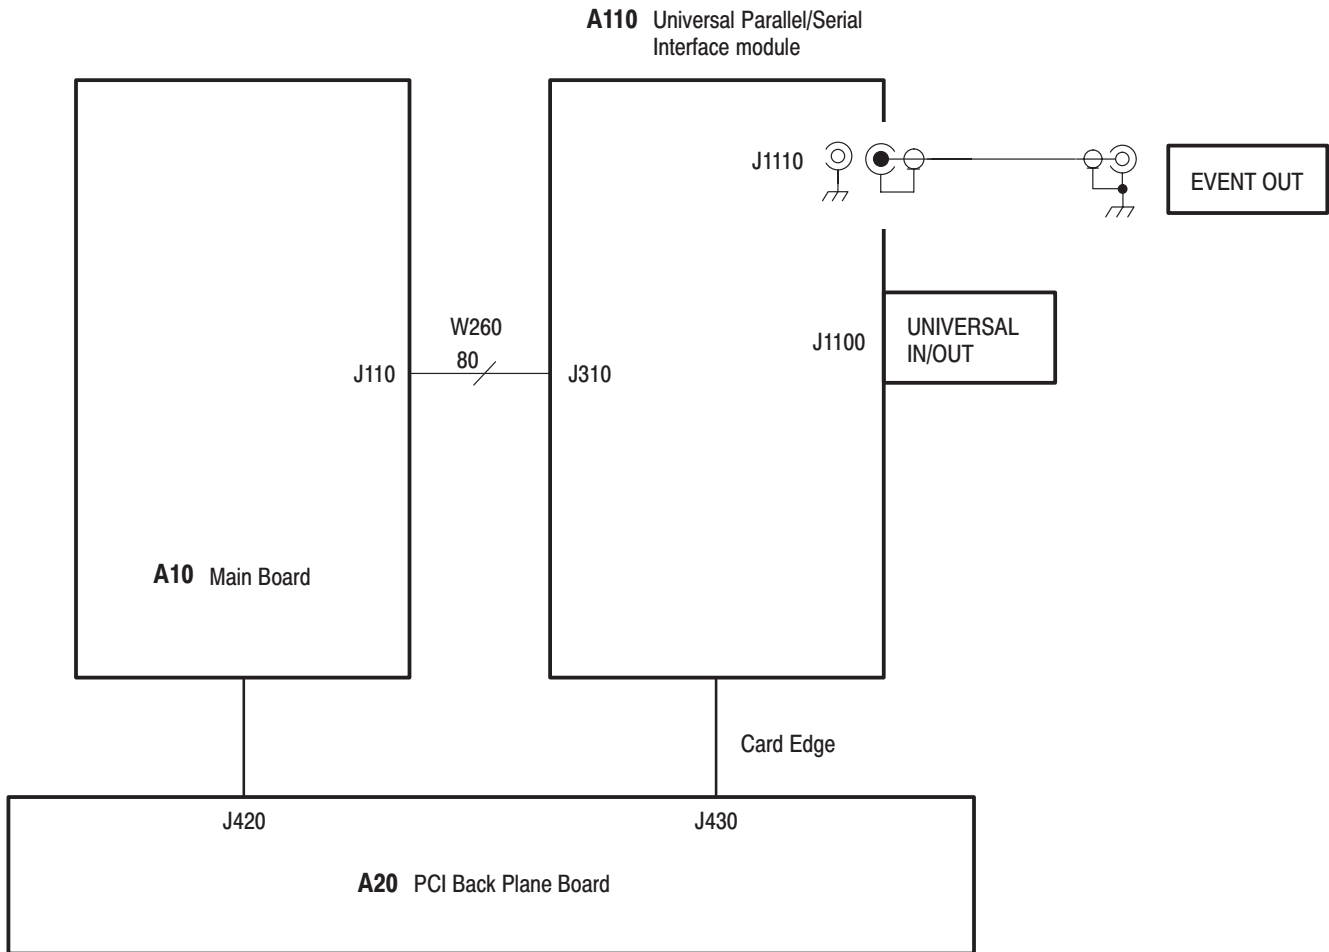 A110 Universal Parallel/Serial
Interface module
J1110
EVENT OUT
J1100
UNIVERSAL
IN/OUT
W260
80
J110
J310
A10 Main Board
Card Edge
J420
J430
A20 PCI Back Plane Board